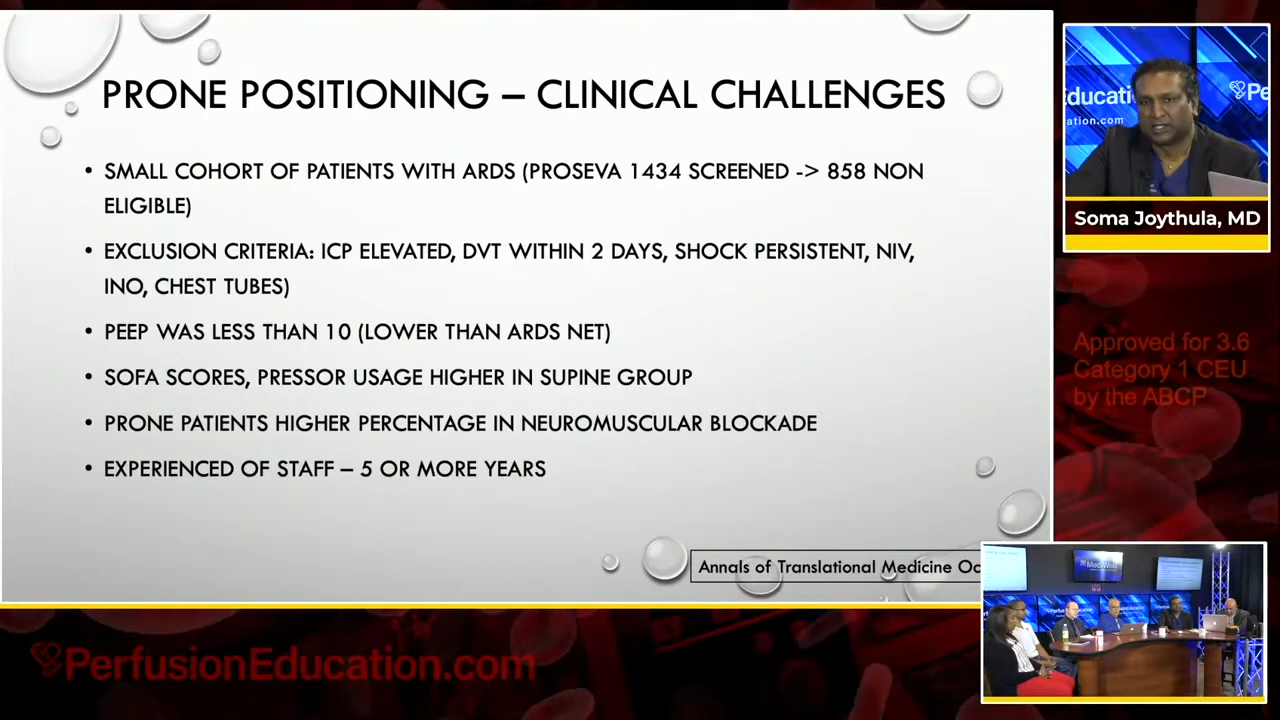 PRONE POSITIONING – CLINICAL CHALLENGES
• SMALL COHORT OF PATIENTS WITH ARDS (PROSEVA 1434 SCREENED -> 858 NON
ELIGIBLE)
• EXCLUSION CRITERIA: ICP ELEVATED, DVT WITHIN 2 DAYS, SHOCK PERSISTENT, NIV,
INO, CHEST TUBES)
• PEEP WAS LESS THAN 10 (LOWER THAN ARDS NET)
• SOFA SCORES, PRESSOR USAGE HIGHER IN SUPINE GROUP
• PRONE PATIENTS HIGHER PERCENTAGE IN NEUROMUSCULAR BLOCKADE
• EXPERIENCED OF STAFF – 5 OR MORE YEARS
Annals of Translational Medicine Oc
Educati
ation.com
Pe
Soma Joythula, MD
Approved for 3.6
Category 1 CEU
by the ABCP
PerfusionEducation.com